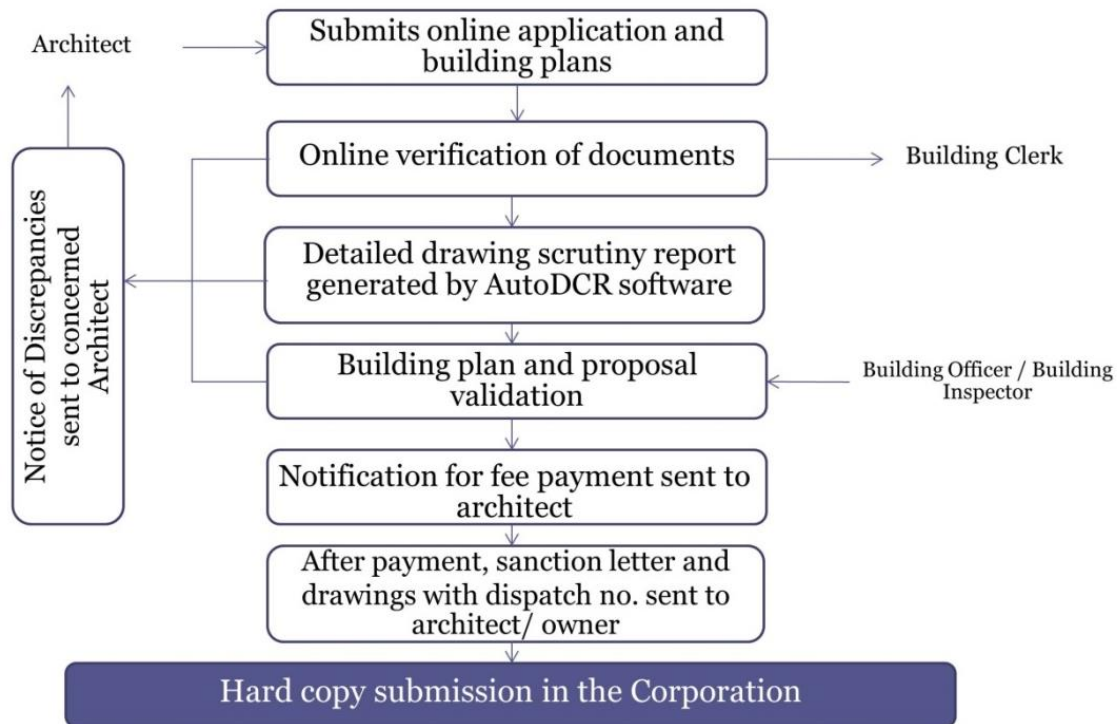 Architect
Submits online application and
building plans
Online verification of documents
Building Clerk
Notice of Discrepancies
sent to concerned
Architect
Detailed drawing scrutiny report
generated by AutoDCR software
Building plan and proposal
validation
Building Officer / Building
Inspector
Notification for fee payment sent to
architect
After payment, sanction letter and
drawings with dispatch no. sent to
architect/ owner
Hard copy submission in the Corporation